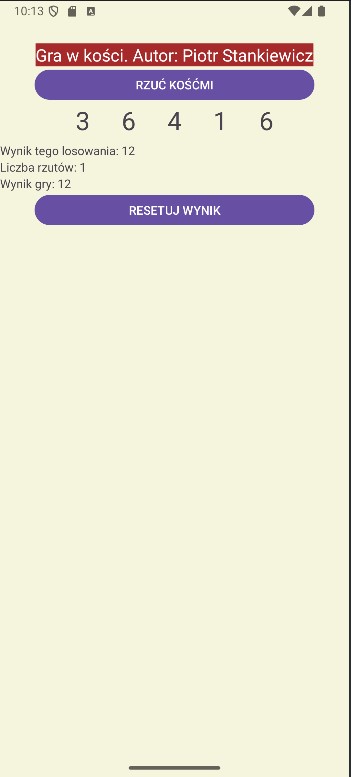 10:13
Gra w kości. Autor: Piotr Stankiewicz
RZUĆ KOŚĆMI
3 6 4 1 6
Wynik tego losowania: 12
Liczba rzutów: 1
Wynik gry: 12
RESETUJ WYNIK